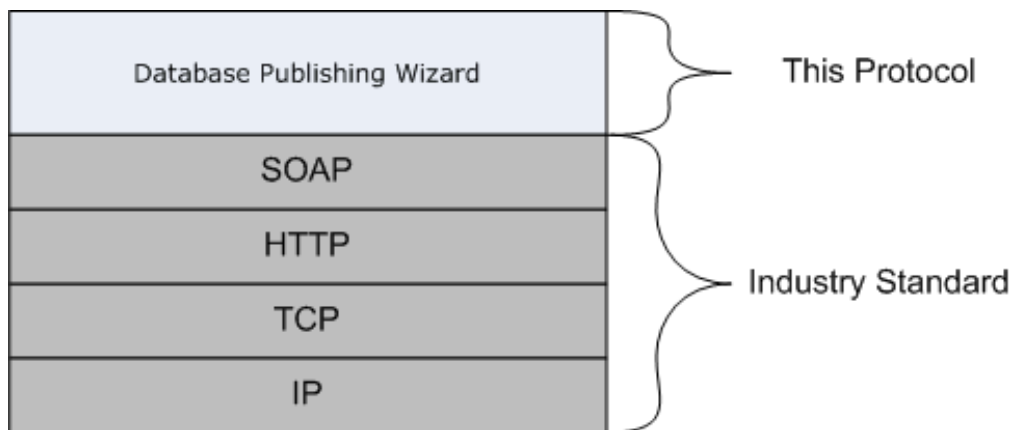 Database Publishing Wizard
This Protocol
SOAP
HTTP
TCP
IP
Industry Standard